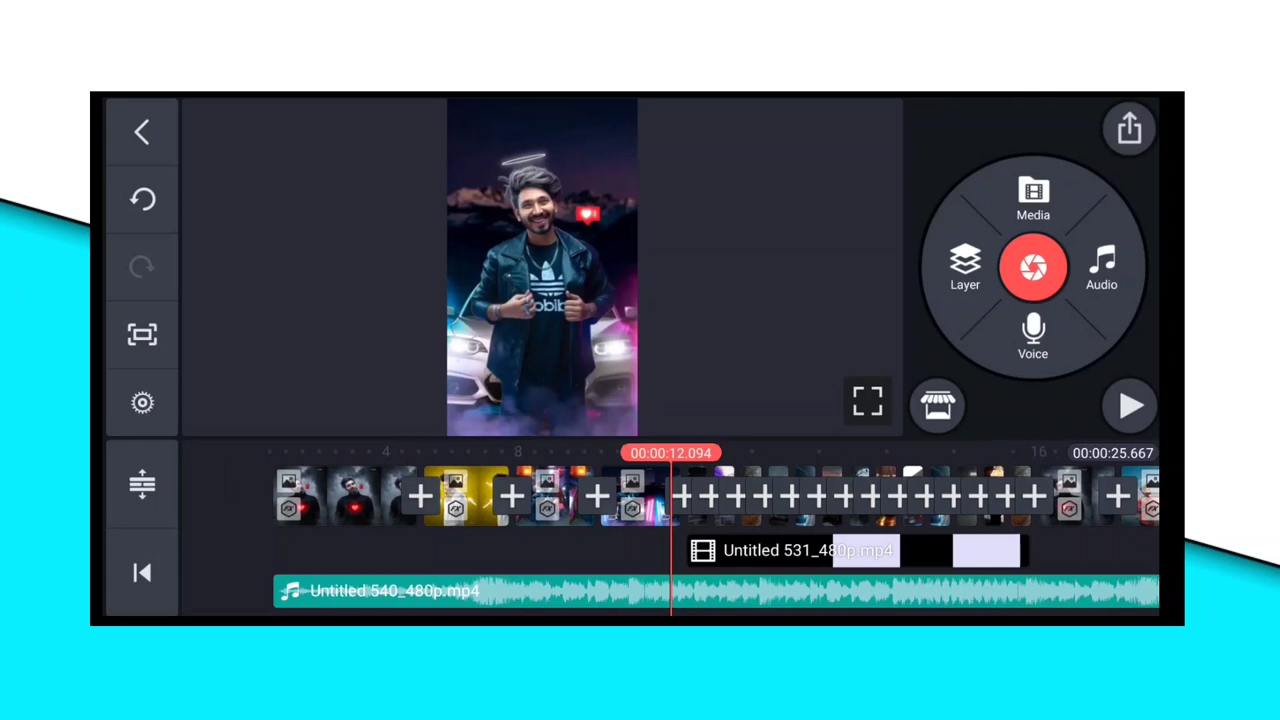 Media
Layer
Audio
Voice
obibi
4
8
00:00:12.094
16
00:00:25.667
Untitled 531_480p.mp4
Untitled 540_480p.mp4